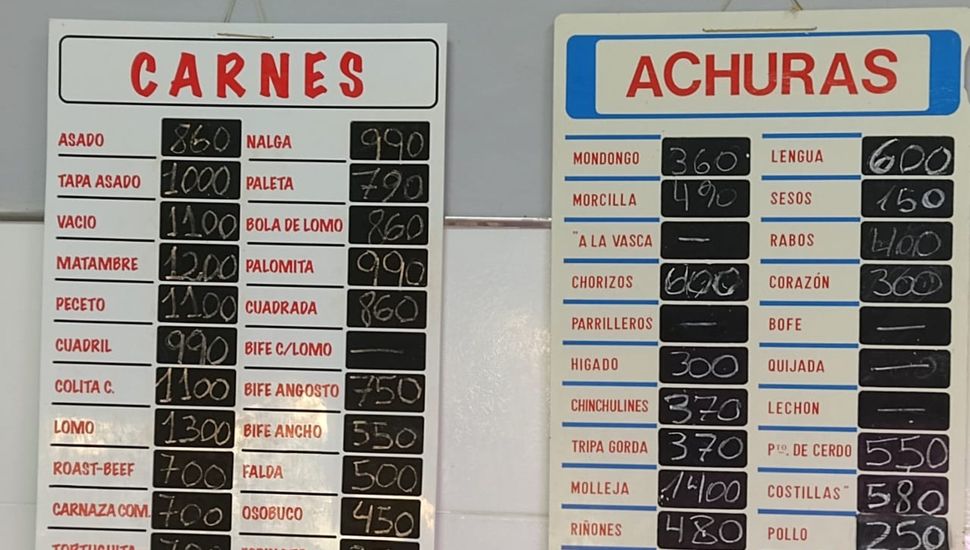 CARNES
ASADO 860 NALGA 990
TAPA ASADO 1000 PALETA 790
VACIO 1100 BOLA DE LOMO 860
MATAMBRE 1200 PALOMITA 990
PECETO 1100 CUADRADA 860
CUADRIL 990 BIFE C/LOMO —
COLITA C. 1100 BIFE ANGOSTO 750
LOMO 1300 BIFE ANCHO 550
ROAST-BEEF 700 FALDA 500
CARNAZA COM. 700 OSOBUCO 450
TORTUGUITA
ACHURAS
MONDONGO 360 LENGUA 600
MORCILLA 490 SESOS 150
"A LA VASCA — RABOS 400
CHORIZOS CORAZÓN 300
PARRILLEROS — BOFE —
HIGADO 300 QUIJADA —
CHINCHULINES 370 LECHON —
TRIPA GORDA 370 Pto. DE CERDO 550
MOLLEJA 1400 COSTILLAS" 580
RIÑONES 480 POLLO